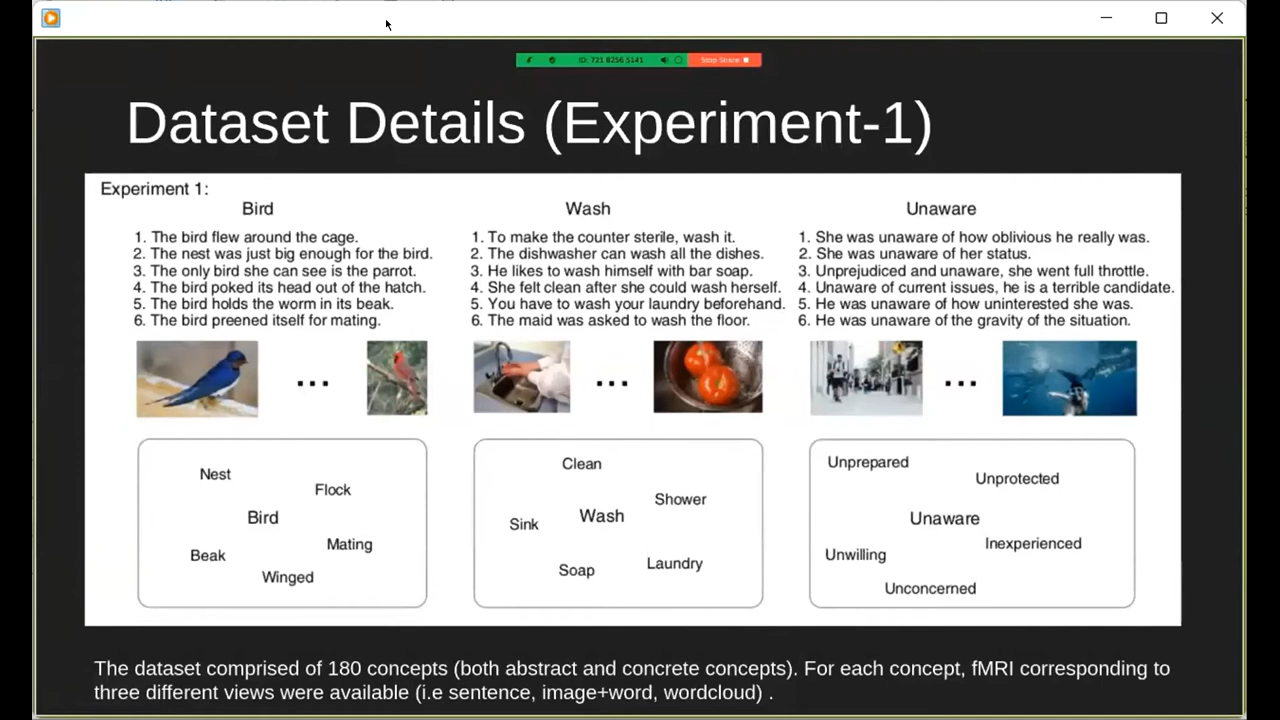 ID: 721 8256 5141 Stop Share
Dataset Details (Experiment-1)
Experiment 1:
Bird
1. The bird flew around the cage.
2. The nest was just big enough for the bird.
3. The only bird she can see is the parrot.
4. The bird poked its head out of the hatch.
5. The bird holds the worm in its beak.
6. The bird preened itself for mating.
Wash
1. To make the counter sterile, wash it.
2. The dishwasher can wash all the dishes.
3. He likes to wash himself with bar soap.
4. She felt clean after she could wash herself.
5. You have to wash your laundry beforehand.
6. The maid was asked to wash the floor.
Unaware
1. She was unaware of how oblivious he really was.
2. She was unaware of her status.
3. Unprejudiced and unaware, she went full throttle.
4. Unaware of current issues, he is a terrible candidate.
5. He was unaware of how uninterested she was.
6. He was unaware of the gravity of the situation.
Nest
Flock
Bird
Mating
Beak
Winged
Clean
Shower
Wash
Sink
Laundry
Soap
Unprepared
Unprotected
Unaware
Inexperienced
Unwilling
Unconcerned
The dataset comprised of 180 concepts (both abstract and concrete concepts). For each concept, fMRI corresponding to
three different views were available (i.e sentence, image+word, wordcloud) .